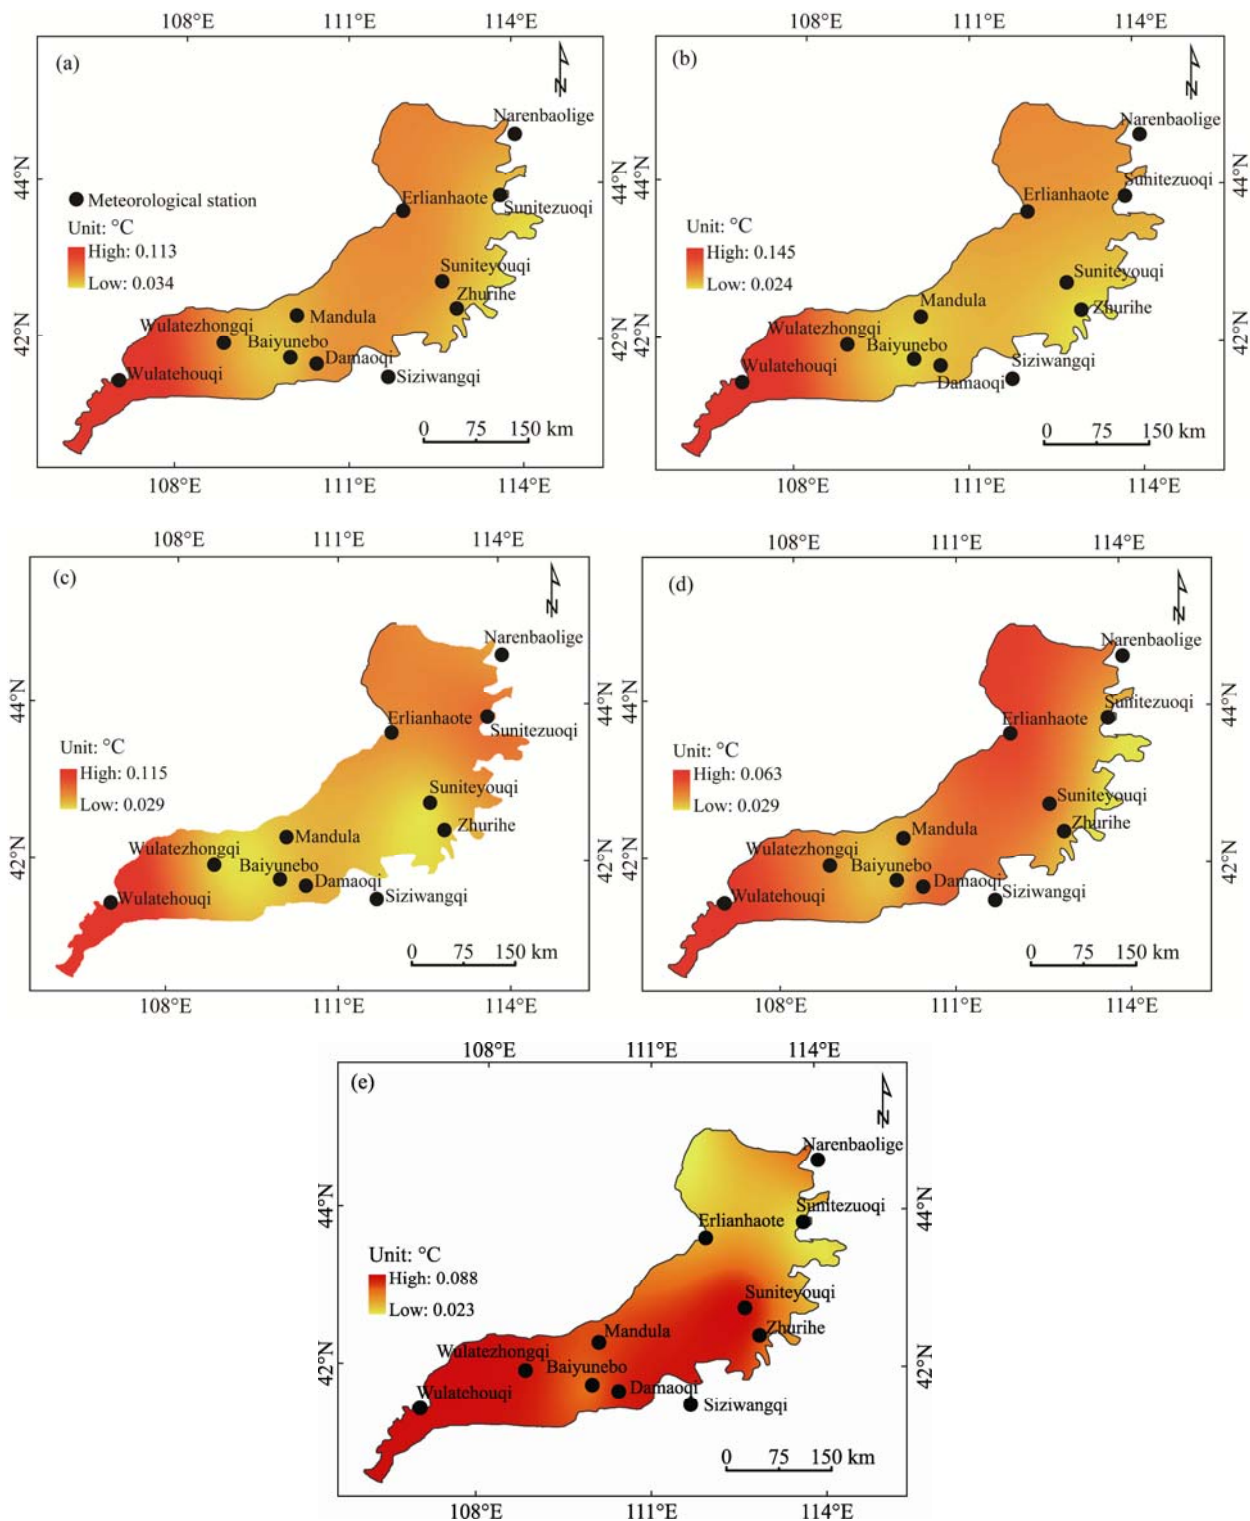 108°E 111°E 114°E
(a)
N
Narenbaolige
44°N
Meteorological station
Erlianhaote
Sunitezuoqi
Unit: °C
High: 0.113
Low: 0.034
Suniteyouqi
Zhurihe
Wulatezhongqi
Mandula
42°N
Baiyunebo
Damaoqi
Wulatehouqi
Siziwangqi
0 75 150 km
108°E 111°E 114°E
108°E 111°E 114°E
(b)
N
Narenbaolige
44°N
44°N
Sunitezuoqi
Erlianhaote
Unit: °C
High: 0.145
Low: 0.024
Suniteyouqi
Mandula
Zhurihe
Wulatezhongqi
42°N
42°N
Baiyunebo
Siziwangqi
Wulatehouqi
Damaoqi
0 75 150 km
108°E 111°E 114°E
108°E 111°E 114°E
(c)
N
Narenbaolige
44°N
44°N
Erlianhaote
Sunitezuoqi
Unit: °C
High: 0.115
Low: 0.029
Suniteyouqi
Zhurihe
Mandula
Wulatezhongqi
42°N
42°N
Baiyunebo
Damaoqi
Wulatehouqi
Siziwangqi
0 75 150 km
108°E 111°E 114°E
108°E 111°E 114°E
(d)
N
Narenbaolige
44°N
44°N
Sunitezuoqi
Erlianhaote
Unit: °C
High: 0.063
Low: 0.029
Suniteyouqi
Zhurihe
Mandula
Wulatezhongqi
42°N
Baiyunebo
Damaoqi
Wulatehouqi
Siziwangqi
0 75 150 km
108°E 111°E 114°E
108°E 111°E 114°E
(e)
N
Narenbaolige
44°N
44°N
Sunitezuoqi
Erlianhaote
Unit: °C
High: 0.088
Low: 0.023
Suniteyouqi
Zhurihe
Mandula
Wulatezhongqi
42°N
42°N
Baiyunebo
Damaoqi
Wulatehouqi
Siziwangqi
0 75 150 km
108°E 111°E 114°E